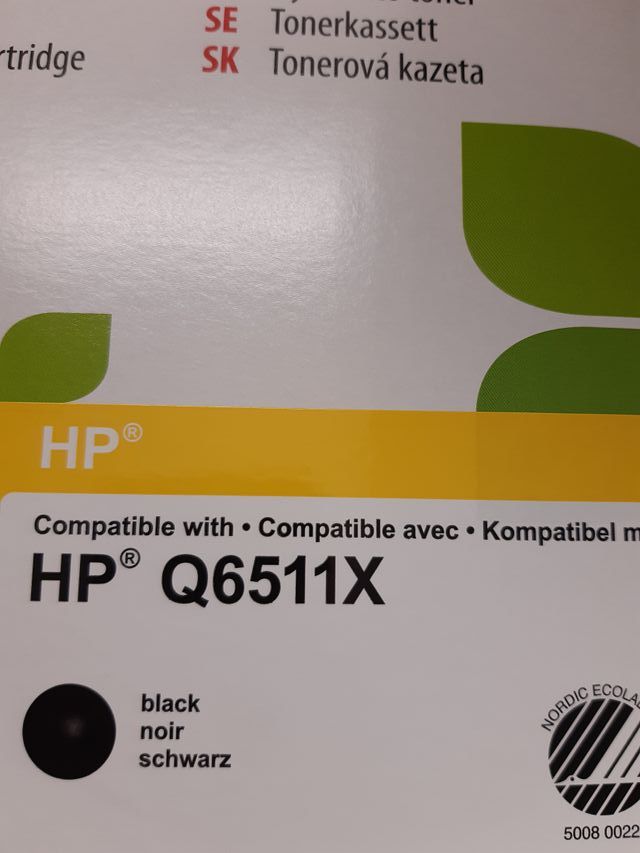 SE Tonerkassett
rtridge SK Tonerová kazeta
HP®
Compatible with • Compatible avec • Kompatibel m
HP® Q6511X
black
noir
schwarz
NORDIC ECOLA
5008 0022